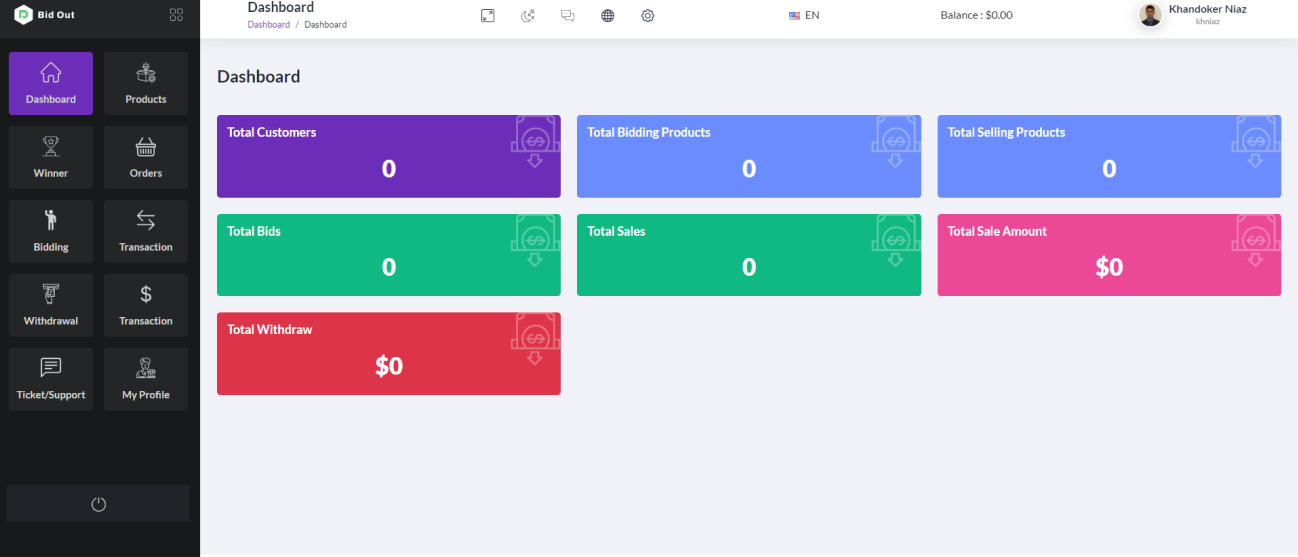 Bid Out
Dashboard
Products
Winner
Orders
Bidding
Transaction
Withdrawal
Transaction
Ticket/Support
My Profile
Dashboard
Dashboard / Dashboard
EN
Balance : $0.00
Khandoker Niaz
khniaz
Dashboard
Total Customers
0
Total Bidding Products
0
Total Selling Products
0
Total Bids
0
Total Sales
0
Total Sale Amount
$0
Total Withdraw
$0